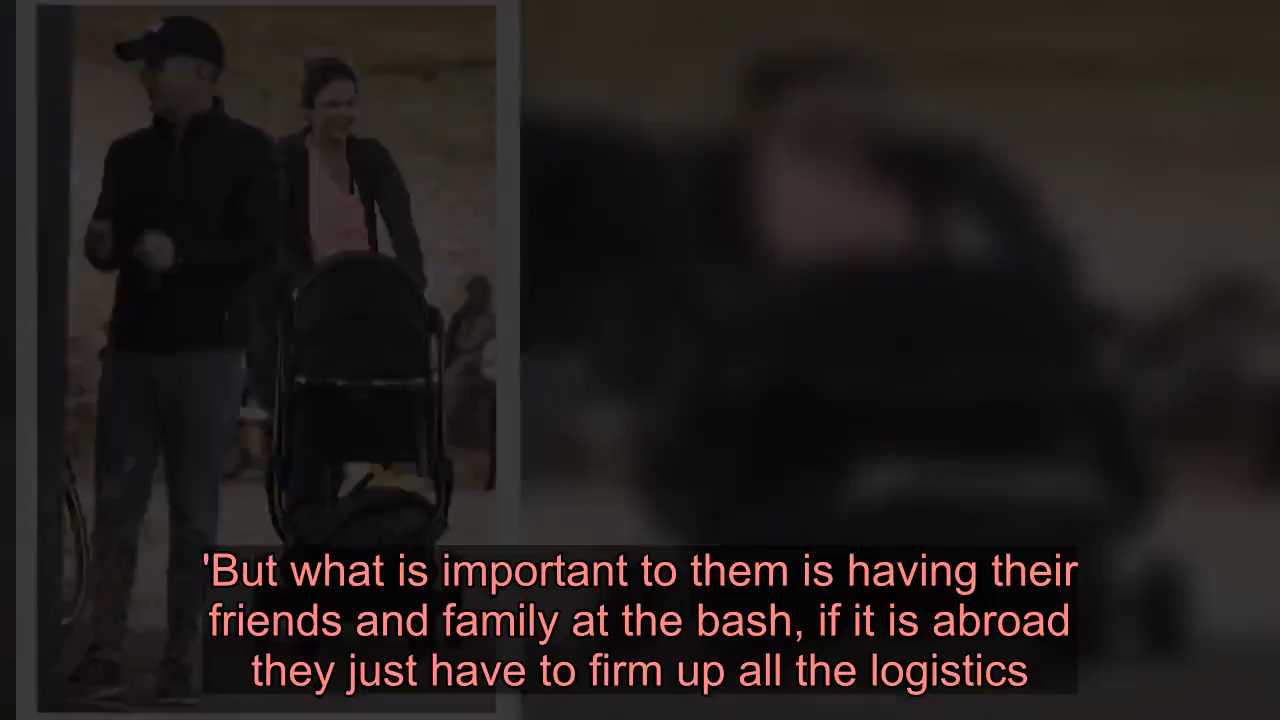 'But what is important to them is having their
friends and family at the bash, if it is abroad
they just have to firm up all the logistics